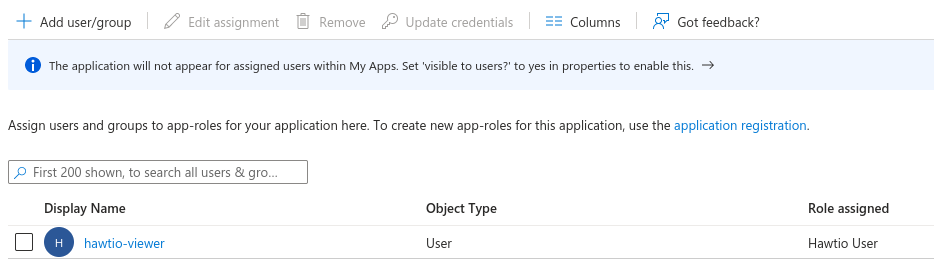 Add user/group Edit assignment Remove Update credentials Columns Got feedback?
The application will not appear for assigned users within My Apps. Set 'visible to users?' to yes in properties to enable this. →
Assign users and groups to app-roles for your application here. To create new app-roles for this application, use the application registration.
First 200 shown, to search all users & gro...
Display Name Object Type Role assigned
H hawtio-viewer User Hawtio User